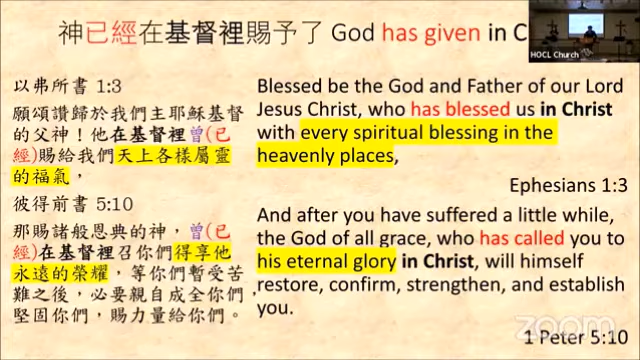 神已經在基督裡賜予了 God has given in C
HOCL Church
以弗所書 1:3
願頌讚歸於我們主耶穌基督
的父神！他在基督裡曾(已
經)賜給我們天上各樣屬靈
的福氣，
彼得前書 5:10
那賜諸般恩典的神，曾(已
經)在基督裡召你們得享他
永遠的榮耀，等你們暫受苦
難之後，必要親自成全你們，
堅固你們，賜力量給你們。
Blessed be the God and Father of our Lord
Jesus Christ, who has blessed us in Christ
with every spiritual blessing in the
heavenly places,
Ephesians 1:3
And after you have suffered a little while,
the God of all grace, who has called you to
his eternal glory in Christ, will himself
restore, confirm, strengthen, and establish
you.
1 Peter 5:10
zoom